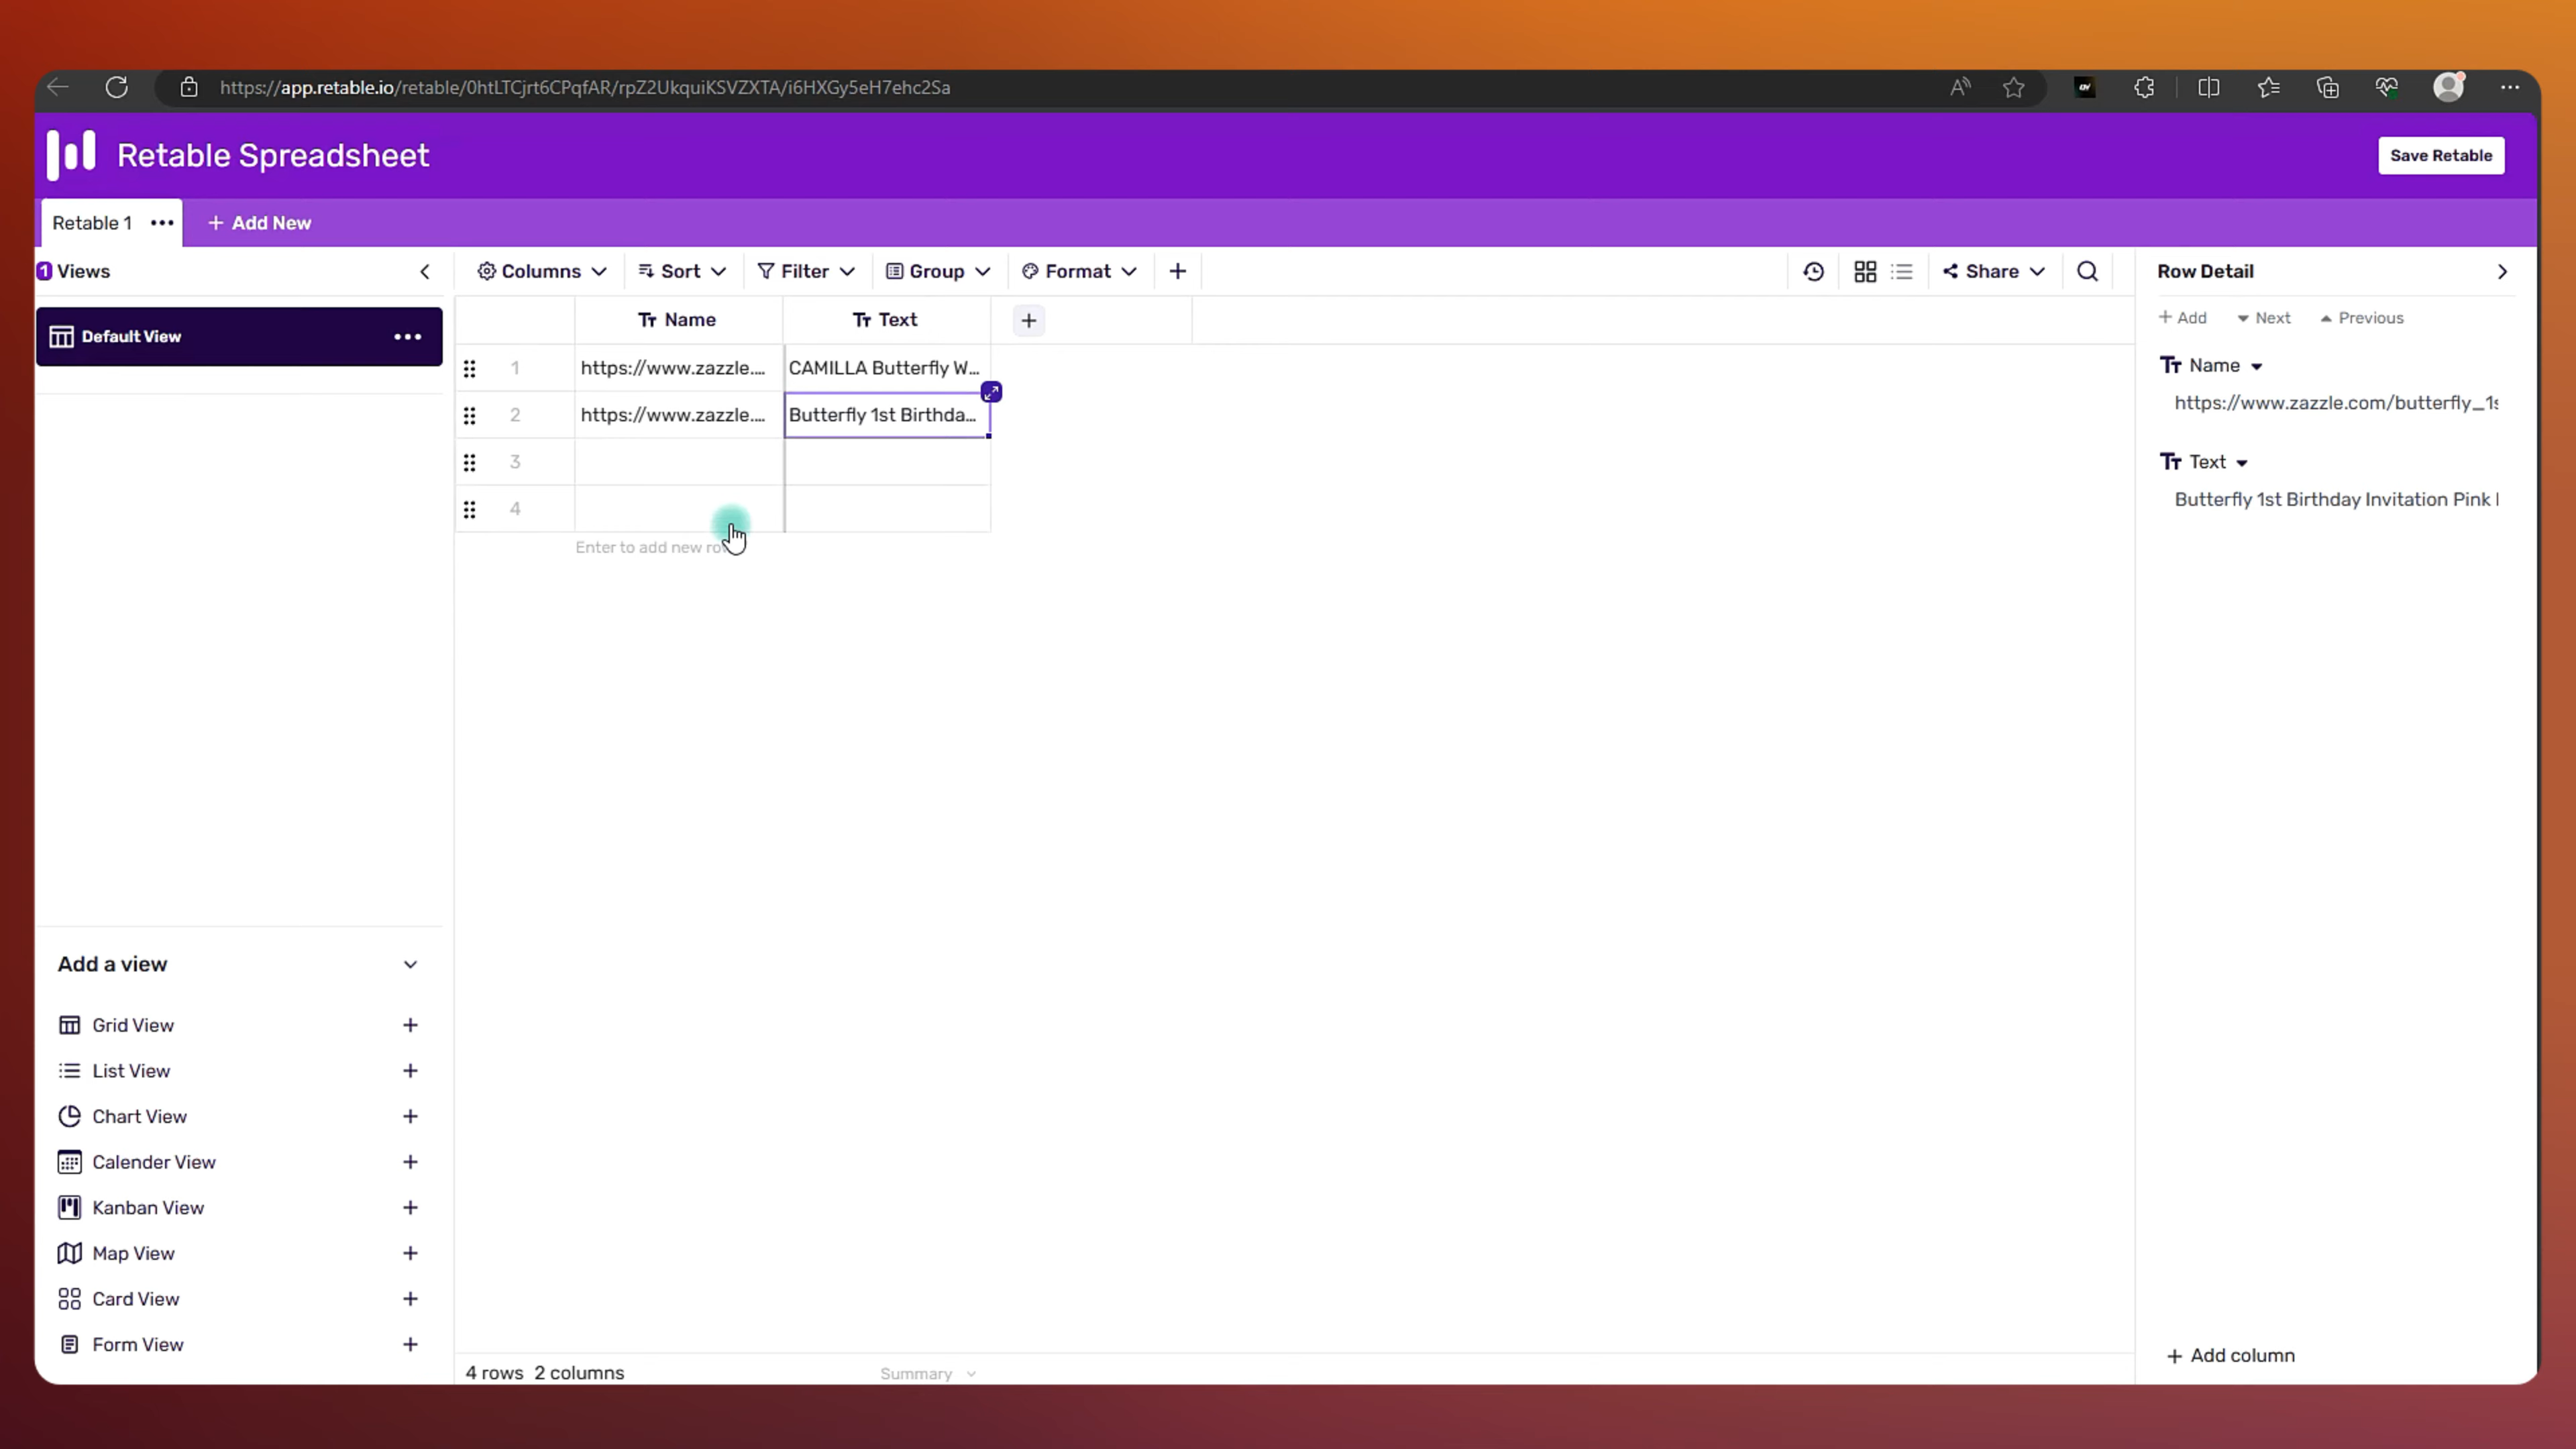 https://app.retable.io/retable/0htLTCjrt6CPqfAR/rpZ2UkquiKSVZXTA/i6HXGy5eH7ehc2Sa
Retable Spreadsheet
Save Retable
Retable 1 ••• + Add New
1 Views
Columns Sort Filter Group Format + Share
Row Detail
Default View •••
Name Text +
+ Add Next Previous
1 https://www.zazzle.... CAMILLA Butterfly W...
2 https://www.zazzle.... Butterfly 1st Birthda...
3
4
Enter to add new
Name
https://www.zazzle.com/butterfly_1s
Text
Butterfly 1st Birthday Invitation Pink
Add a view
Grid View +
List View +
Chart View +
Calender View +
Kanban View +
Map View +
Card View +
Form View +
4 rows 2 columns
Summary
+ Add column